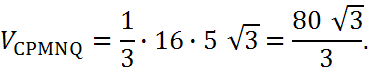 V_CPMNQ = 1/3 · 16 · 5 √3 = 80 √3/3.